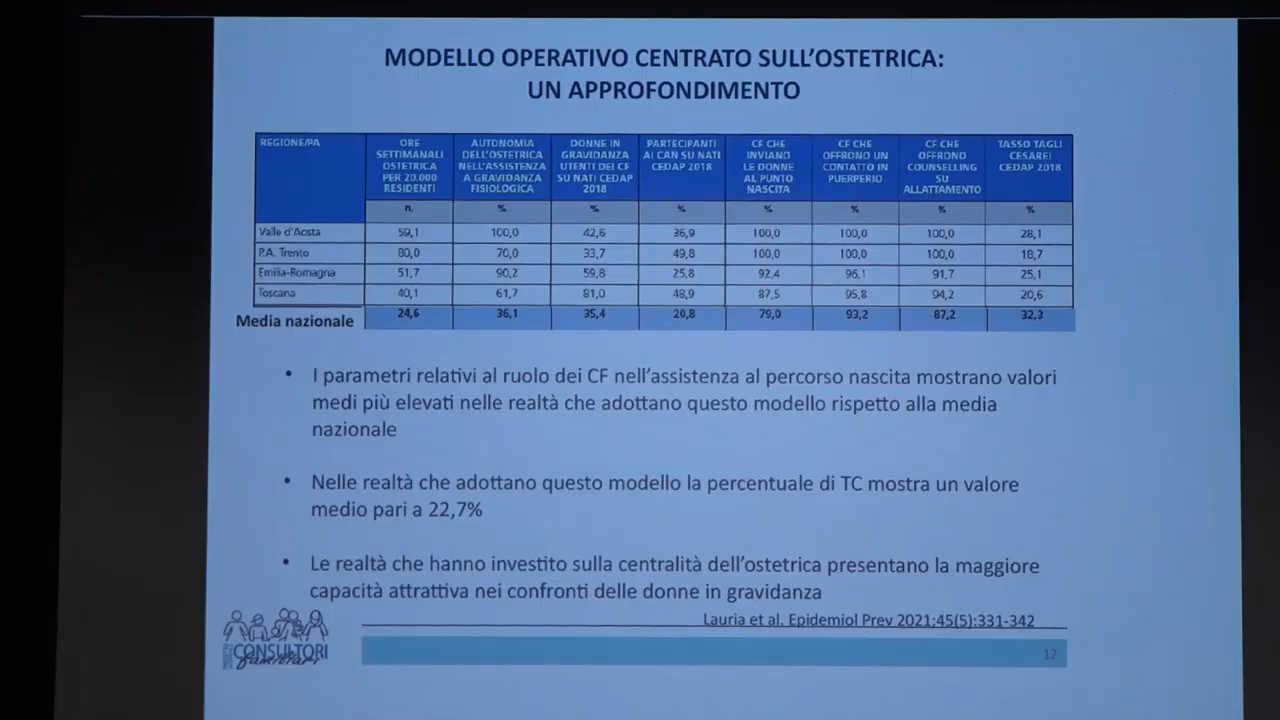 MODELLO OPERATIVO CENTRATO SULL'OSTETRICA:
UN APPROFONDIMENTO
REGIONE/PA | ORE SETTIMANALI OSTETRICA PER 20.000 RESIDENTI | AUTONOMIA DELL'OSTETRICA NELL'ASSISTENZA A GRAVIDANZA FISIOLOGICA | DONNE IN GRAVIDANZA UTENTI DEI CF SU NATI CEDAP 2018 | PARTECIPANTI AI CAN SU NATI CEDAP 2018 | CF CHE INVIANO LE DONNE AL PUNTO NASCITA | CF CHE OFFRONO UN CONTATTO IN PUERPERIO | CF CHE OFFRONO COUNSELLING SU ALLATTAMENTO | TASSO TAGLI CESAREI CEDAP 2018
n. | % | % | % | % | % | % | %
Valle d'Aosta | 59,1 | 100,0 | 42,6 | 36,9 | 100,0 | 100,0 | 100,0 | 28,1
P.A. Trento | 80,0 | 70,0 | 33,7 | 49,8 | 100,0 | 100,0 | 100,0 | 18,7
Emilia-Romagna | 51,7 | 90,2 | 59,8 | 25,8 | 92,4 | 96,1 | 91,7 | 25,1
Toscana | 40,1 | 61,7 | 81,0 | 48,9 | 87,5 | 95,8 | 94,2 | 20,6
Media nazionale | 24,6 | 36,1 | 35,4 | 20,8 | 79,0 | 93,2 | 87,2 | 32,3
• I parametri relativi al ruolo dei CF nell'assistenza al percorso nascita mostrano valori
medi più elevati nelle realtà che adottano questo modello rispetto alla media
nazionale
• Nelle realtà che adottano questo modello la percentuale di TC mostra un valore
medio pari a 22,7%
• Le realtà che hanno investito sulla centralità dell'ostetrica presentano la maggiore
capacità attrattiva nei confronti delle donne in gravidanza
Lauria et al. Epidemiol Prev 2021;45(5):331-342
CONSULTORI
familiari
12